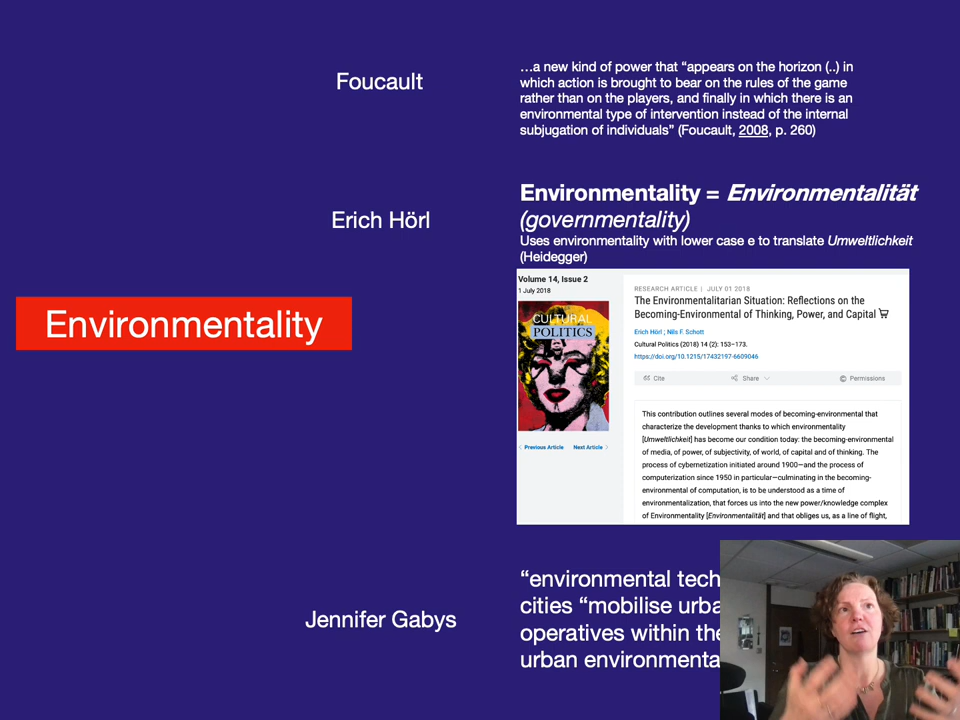 Foucault
…a new kind of power that “appears on the horizon (..) in
which action is brought to bear on the rules of the game
rather than on the players, and finally in which there is an
environmental type of intervention instead of the internal
subjugation of individuals” (Foucault, 2008, p. 260)
Erich Hörl
Environmentality = Environmentalität
(governmentality)
Uses environmentality with lower case e to translate Umweltlichkeit
(Heidegger)
Environmentality
Volume 14, Issue 2
1 July 2018
CULTURAL
POLITICS
Previous Article
Next Article
RESEARCH ARTICLE | JULY 01 2018
The Environmentalitarian Situation: Reflections on the
Becoming-Environmental of Thinking, Power, and Capital
Erich Hörl; Nils F. Schott
Cultural Politics (2018) 14 (2): 153–173.
https://doi.org/10.1215/17432197-6609046
Cite
Share
Permissions
This contribution outlines several modes of becoming-environmental that
characterize the development thanks to which environmentality
[Umweltlichkeit] has become our condition today: the becoming-environmental
of media, of power, of subjectivity, of world, of capital and of thinking. The
process of cybernetization initiated around 1900—and the process of
computerization since 1950 in particular—culminating in the becoming-
environmental of computation, is to be understood as a time of
environmentalization, that forces us into the new power/knowledge complex
of Environmentality [Environmentalität] and that obliges us, as a line of flight,
Jennifer Gabys
“environmental tech
cities “mobilise urba
operatives within the
urban environmenta